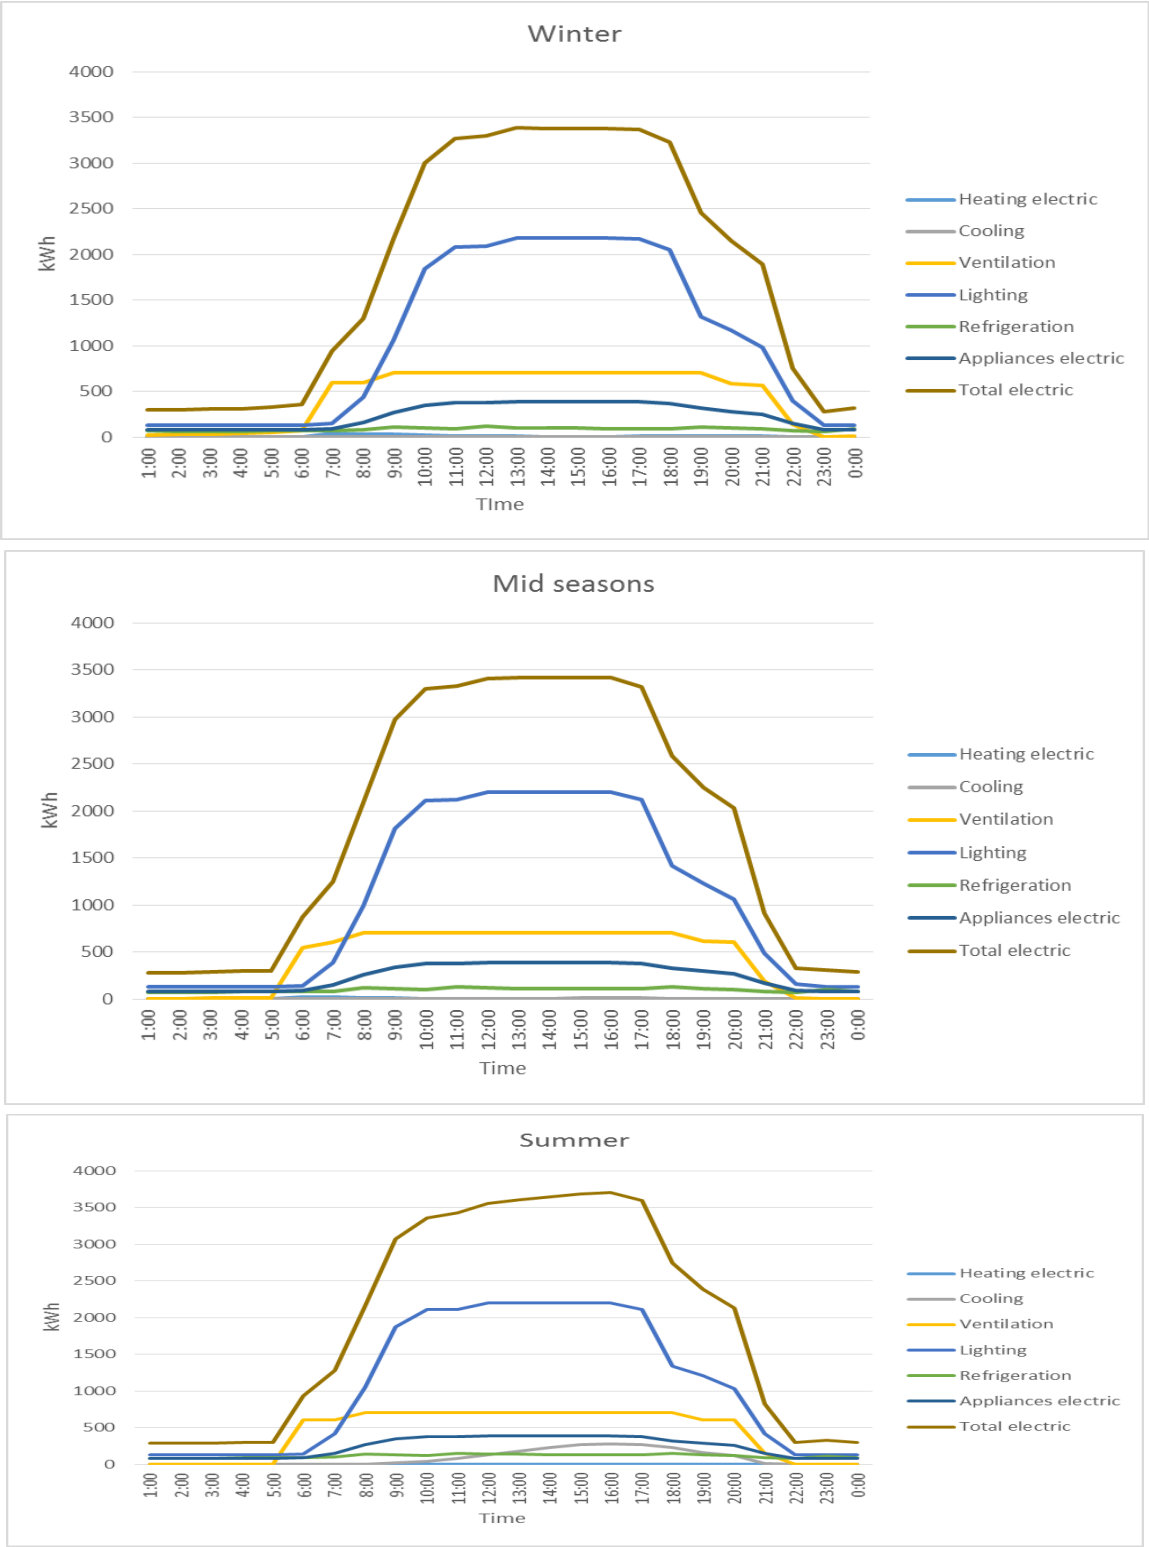 Winter
4000
3500
3000
2500
2000
1500
1000
500
0
kWh
1:00 2:00 3:00 4:00 5:00 6:00 7:00 8:00 9:00 10:00 11:00 12:00 13:00 14:00 15:00 16:00 17:00 18:00 19:00 20:00 21:00 22:00 23:00 0:00
TIme
Heating electric
Cooling
Ventilation
Lighting
Refrigeration
Appliances electric
Total electric
Mid seasons
4000
3500
3000
2500
2000
1500
1000
500
0
kWh
1:00 2:00 3:00 4:00 5:00 6:00 7:00 8:00 9:00 10:00 11:00 12:00 13:00 14:00 15:00 16:00 17:00 18:00 19:00 20:00 21:00 22:00 23:00 0:00
Time
Heating electric
Cooling
Ventilation
Lighting
Refrigeration
Appliances electric
Total electric
Summer
4000
3500
3000
2500
2000
1500
1000
500
0
kWh
1:00 2:00 3:00 4:00 5:00 6:00 7:00 8:00 9:00 10:00 11:00 12:00 13:00 14:00 15:00 16:00 17:00 18:00 19:00 20:00 21:00 22:00 23:00 0:00
Time
Heating electric
Cooling
Ventilation
Lighting
Refrigeration
Appliances electric
Total electric